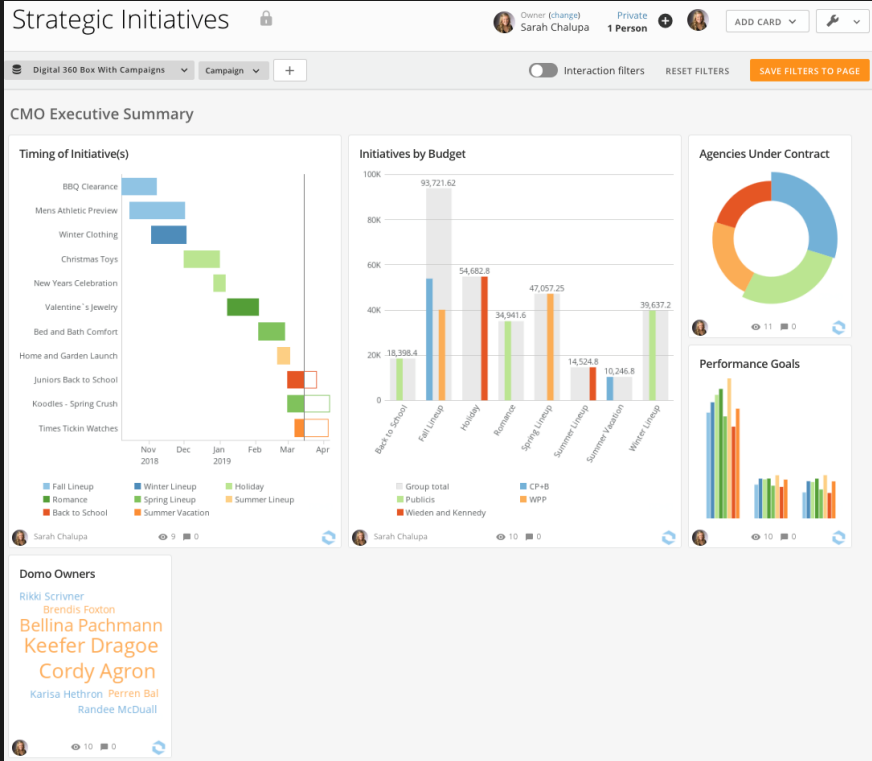 Strategic Initiatives
Owner (change)
Sarah Chalupa
Private
1 Person
ADD CARD
Digital 360 Box With Campaigns
Campaign
+
Interaction filters
RESET FILTERS
SAVE FILTERS TO PAGE
CMO Executive Summary
Timing of Initiative(s)
BBQ Clearance
Mens Athletic Preview
Winter Clothing
Christmas Toys
New Years Celebration
Valentine`s Jewelry
Bed and Bath Comfort
Home and Garden Launch
Juniors Back to School
Koodles - Spring Crush
Times Tickin Watches
Nov Dec Jan Feb Mar Apr
2018 2019
Fall Lineup Winter Lineup Holiday
Romance Spring Lineup Summer Lineup
Back to School Summer Vacation
Sarah Chalupa 9 0
Initiatives by Budget
100K
93,721.62
80K
60K
54,682.8
47,057.25
40K
34,941.6
39,637.2
20K
18,398.4
14,524.8
10,246.8
0
Back to School
Fall Lineup
Holiday
Romance
Spring Lineup
Summer Lineup
Summer Vacation
Winter Lineup
Group total CP+B
Publicis WPP
Wieden and Kennedy
Sarah Chalupa 10 0
Agencies Under Contract
11 0
Performance Goals
10 0
Domo Owners
Rikki Scrivner
Brendis Foxton
Bellina Pachmann
Keefer Dragoe
Cordy Agron
Karisa Hethron Perren Bal
Randee McDuall
10 0